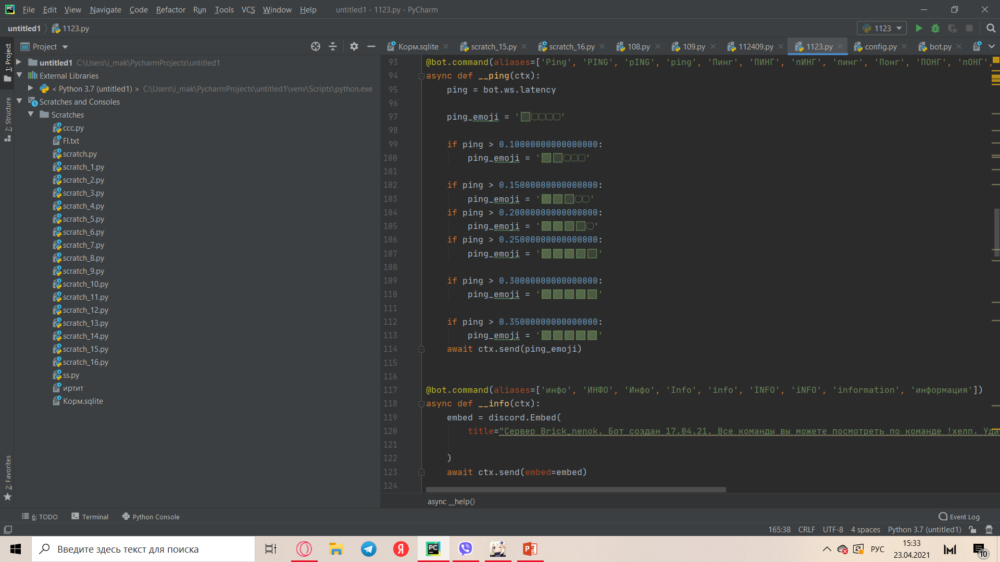 File Edit View Navigate Code Refactor Run Tools VCS Window Help untitled1 - 1123.py - PyCharm
untitled1 1123.py 1123
Project
1: Project
7: Structure
2: Favorites
untitled1 C:\Users\i_mak\PycharmProjects\untitled1
External Libraries
< Python 3.7 (untitled1) > C:\Users\i_mak\PycharmProjects\untitled1\venv\Scripts\python.exe
Scratches and Consoles
Scratches
ccc.py
FI.txt
scratch.py
scratch_1.py
scratch_2.py
scratch_3.py
scratch_4.py
scratch_5.py
scratch_6.py
scratch_7.py
scratch_8.py
scratch_9.py
scratch_10.py
scratch_11.py
scratch_12.py
scratch_13.py
scratch_14.py
scratch_15.py
scratch_16.py
ss.py
иртит
Корм.sqlite
Корм.sqlite scratch_15.py scratch_16.py 108.py 109.py 112409.py 1123.py config.py bot.py
93 @bot.command(aliases=['Ping', 'PING', 'pING', 'ping', 'Пинг', 'ПИНГ', 'пИНГ', 'пинг', 'Понг', 'ПОНГ', 'пОНГ',
94 async def __ping(ctx):
95 ping = bot.ws.latency
96
97 ping_emoji = '🟩🔳🔳🔳🔳'
98
99 if ping > 0.10000000000000000:
100 ping_emoji = '🟧🟩🔳🔳🔳'
101
102 if ping > 0.15000000000000000:
103 ping_emoji = '🟥🟧🟩🔳🔳'
104 if ping > 0.20000000000000000:
105 ping_emoji = '🟥🟥🟧🟩🔳'
106 if ping > 0.25000000000000000:
107 ping_emoji = '🟥🟥🟥🟧🟩'
108
109 if ping > 0.30000000000000000:
110 ping_emoji = '🟥🟥🟥🟥🟧'
111
112 if ping > 0.35000000000000000:
113 ping_emoji = '🟥🟥🟥🟥🟥'
114 await ctx.send(ping_emoji)
115
116
117 @bot.command(aliases=['инфо', 'ИНФО', 'Инфо', 'Info', 'info', 'INFO', 'iNFO', 'information', 'информация'])
118 async def __info(ctx):
119 embed = discord.Embed(
120 title="Сервер Brick_nenok. Бот создан 17.04.21. Все команды вы можете посмотреть по команде !хелп. Уда
121
122 )
123 await ctx.send(embed=embed)
124
async __help()
6: TODO Terminal Python Console Event Log
165:38 CRLF UTF-8 4 spaces Python 3.7 (untitled1)
Введите здесь текст для поиска
РУС
15:33
23.04.2021
10